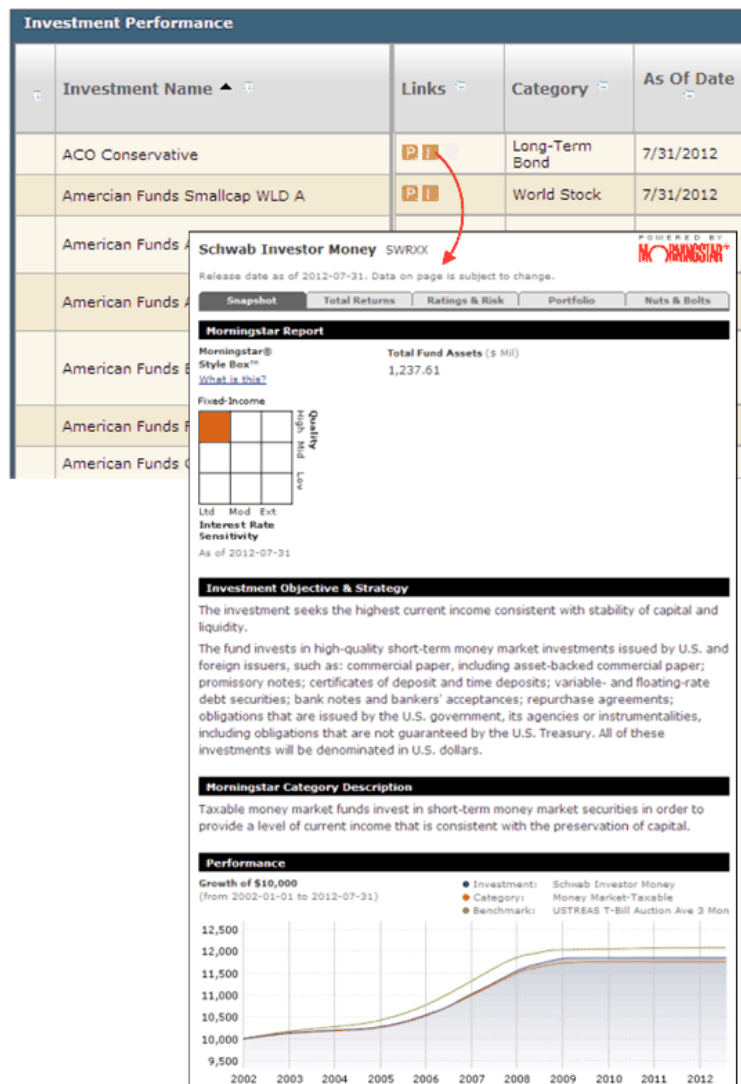 Investment Performance
Investment Name Links Category As Of Date
ACO Conservative P F Long-Term Bond 7/31/2012
Amercian Funds Smallcap WLD A P World Stock 7/31/2012
American Funds A
American Funds A
American Funds
American Funds
American Funds
Schwab Investor Money SWRXX
POWERED BY
MORNINGSTAR
Release date as of 2012-07-31. Data on page is subject to change.
Snapshot Total Returns Ratings & Risk Portfolio Nuts & Bolts
Morningstar Report
Morningstar® Total Fund Assets ($ Mil)
Style Box™ 1,237.61
What is this?
Fixed-Income
High Mid Low
Quality
Ltd Mod Ext
Interest Rate
Sensitivity
As of 2012-07-31
Investment Objective & Strategy
The investment seeks the highest current income consistent with stability of capital and
liquidity.
The fund invests in high-quality short-term money market investments issued by U.S. and
foreign issuers, such as: commercial paper, including asset-backed commercial paper;
promissory notes; certificates of deposit and time deposits; variable- and floating-rate
debt securities; bank notes and bankers' acceptances; repurchase agreements;
obligations that are issued by the U.S. government, its agencies or instrumentalities,
including obligations that are not guaranteed by the U.S. Treasury. All of these
investments will be denominated in U.S. dollars.
Morningstar Category Description
Taxable money market funds invest in short-term money market securities in order to
provide a level of current income that is consistent with the preservation of capital.
Performance
Growth of $10,000
(from 2002-01-01 to 2012-07-31)
Investment: Schwab Investor Money
Category: Money Market-Taxable
Benchmark: USTREAS T-Bill Auction Ave 3 Mon
12,500
12,000
11,500
11,000
10,500
10,000
9,500
2002 2003 2004 2005 2006 2007 2008 2009 2010 2011 2012